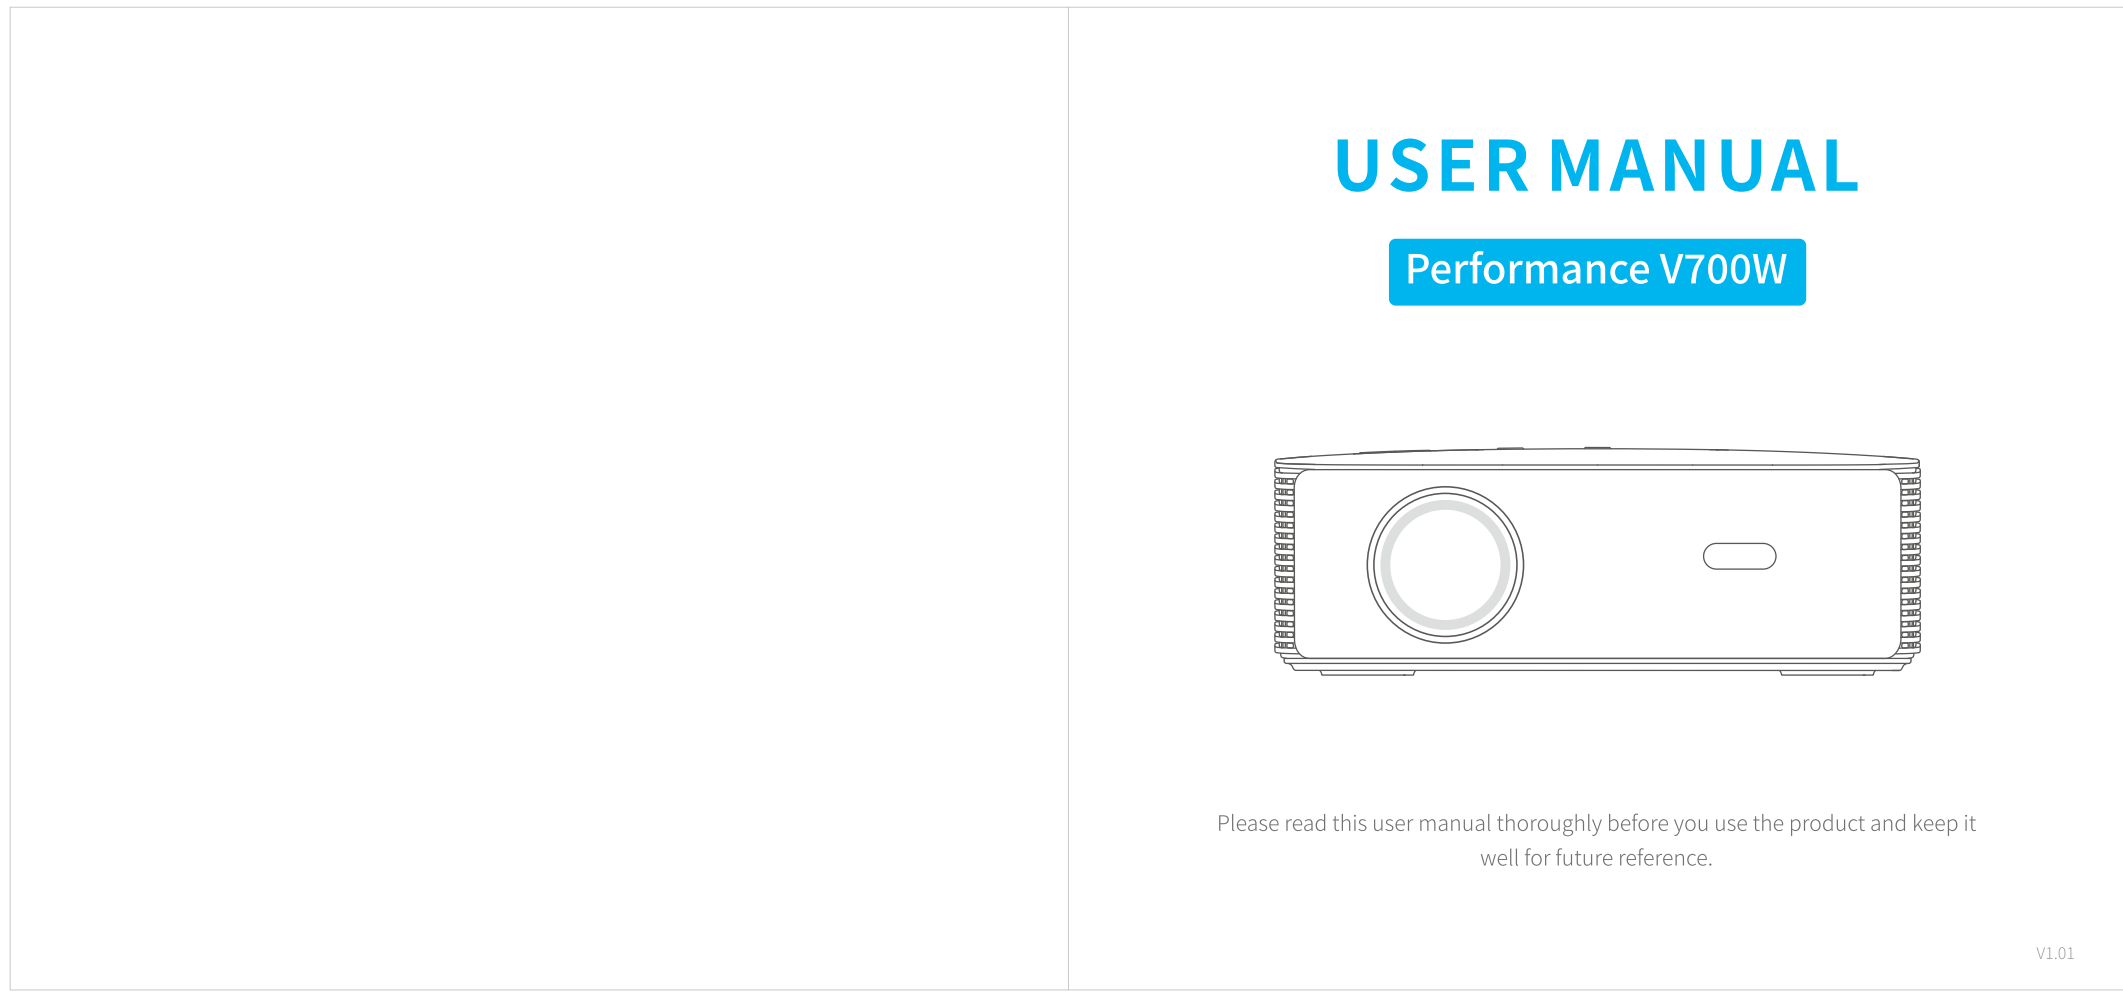 USER MANUAL
Performance V700W
Please read this user manual thoroughly before you use the product and keep it
well for future reference.
V1.01